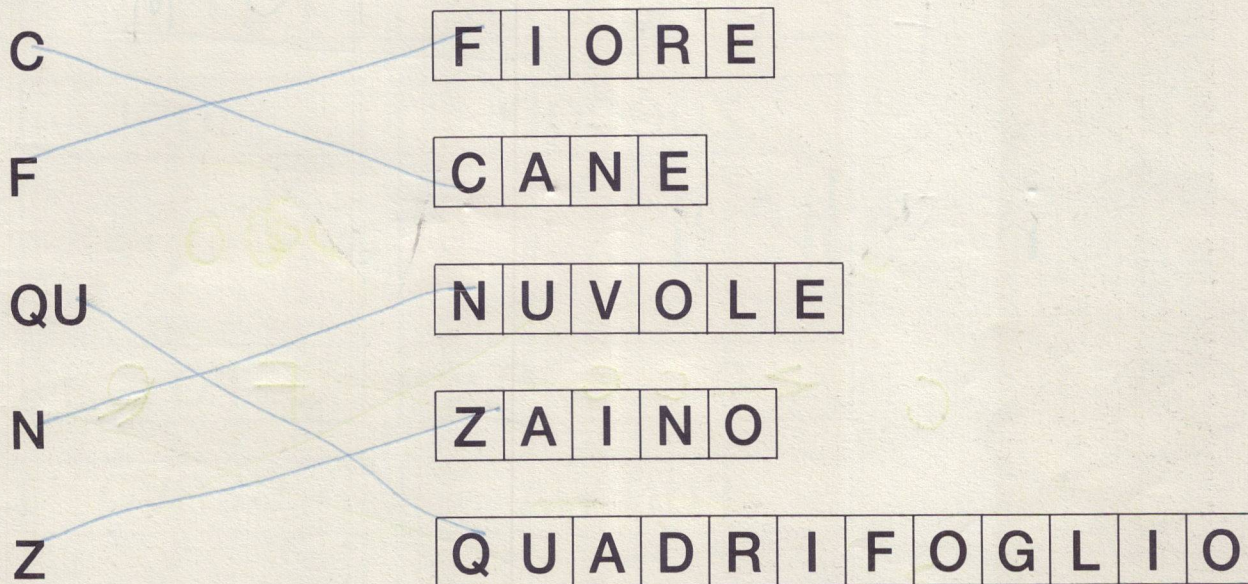 C FIORE
F CANE
QU NUVOLE
N ZAINO
Z QUADRIFOGLIO